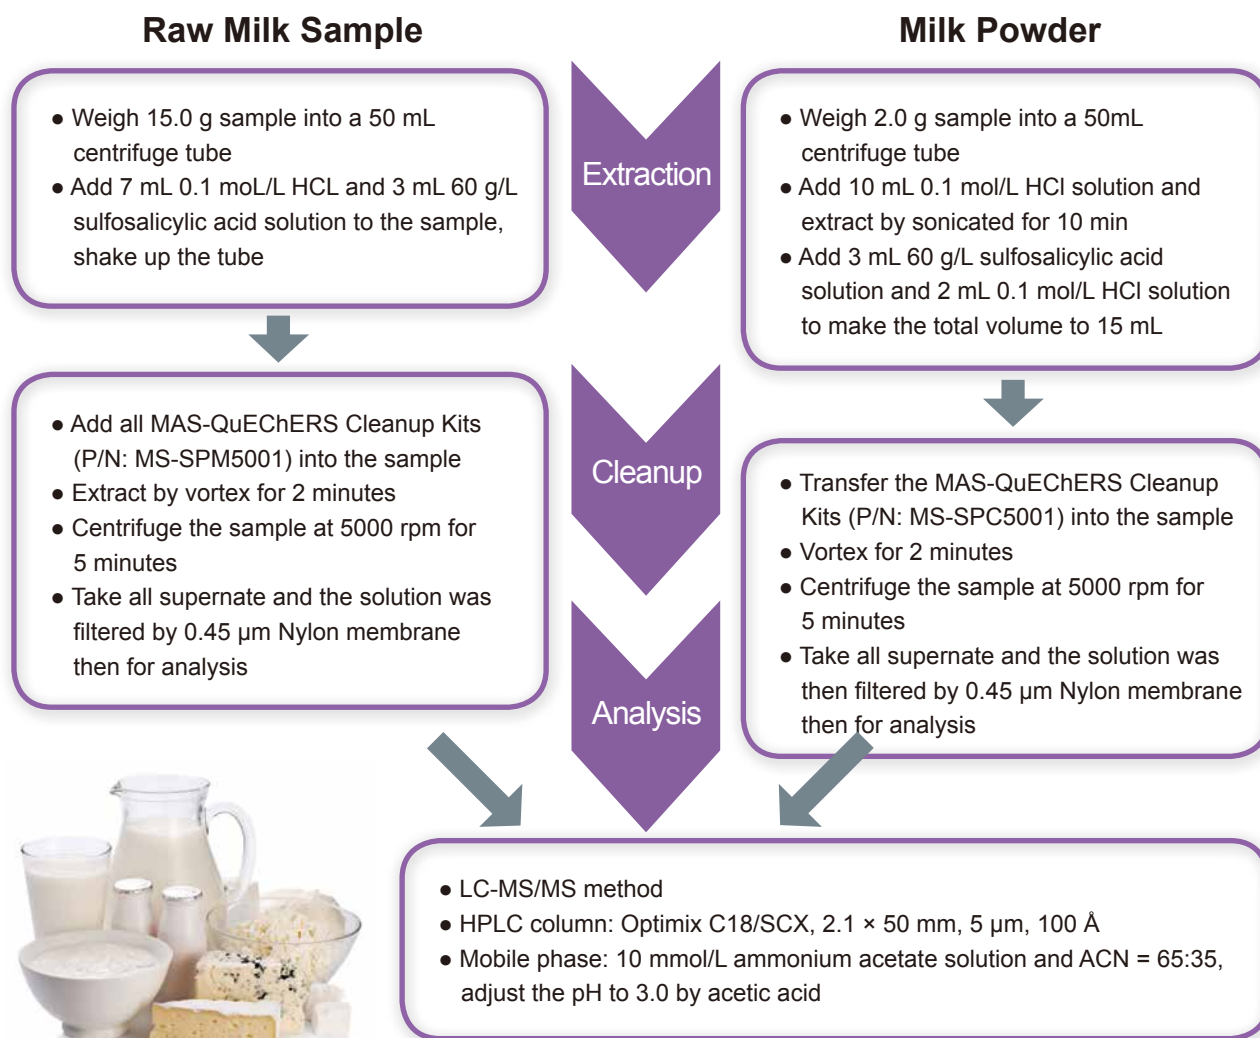 Raw Milk Sample
● Weigh 15.0 g sample into a 50 mL
centrifuge tube
● Add 7 mL 0.1 moL/L HCL and 3 mL 60 g/L
sulfosalicylic acid solution to the sample,
shake up the tube
● Add all MAS-QuEChERS Cleanup Kits
(P/N: MS-SPM5001) into the sample
● Extract by vortex for 2 minutes
● Centrifuge the sample at 5000 rpm for
5 minutes
● Take all supernate and the solution was
filtered by 0.45 µm Nylon membrane
then for analysis
Extraction
Cleanup
Analysis
Milk Powder
● Weigh 2.0 g sample into a 50mL
centrifuge tube
● Add 10 mL 0.1 mol/L HCl solution and
extract by sonicated for 10 min
● Add 3 mL 60 g/L sulfosalicylic acid
solution and 2 mL 0.1 mol/L HCl solution
to make the total volume to 15 mL
● Transfer the MAS-QuEChERS Cleanup
Kits (P/N: MS-SPC5001) into the sample
● Vortex for 2 minutes
● Centrifuge the sample at 5000 rpm for
5 minutes
● Take all supernate and the solution was
then filtered by 0.45 µm Nylon membrane
then for analysis
● LC-MS/MS method
● HPLC column: Optimix C18/SCX, 2.1 × 50 mm, 5 µm, 100 Å
● Mobile phase: 10 mmol/L ammonium acetate solution and ACN = 65:35,
adjust the pH to 3.0 by acetic acid